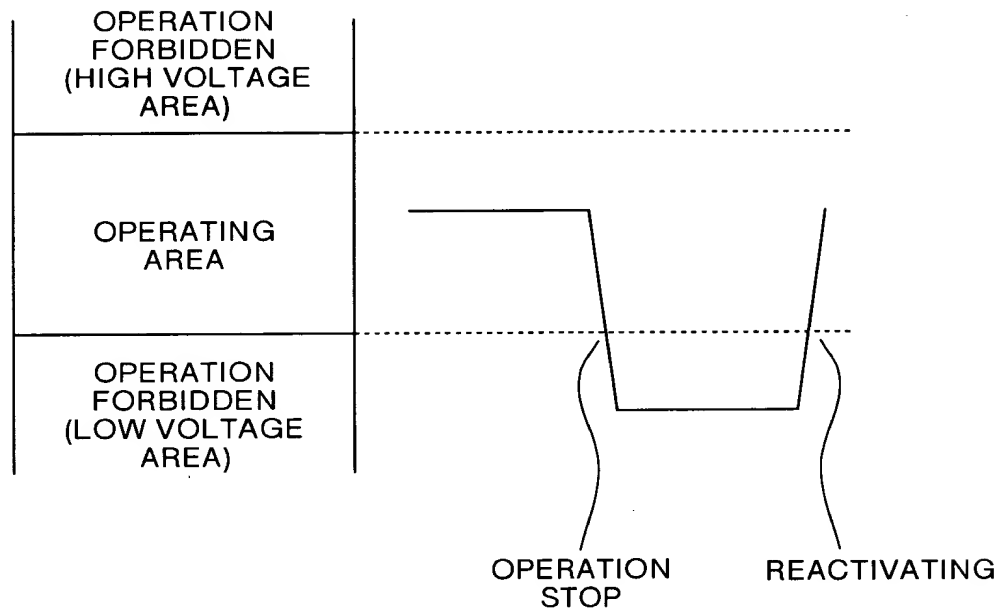 OPERATION
FORBIDDEN
(HIGH VOLTAGE
AREA)
OPERATING
AREA
OPERATION
FORBIDDEN
(LOW VOLTAGE
AREA)
OPERATION
STOP
REACTIVATING